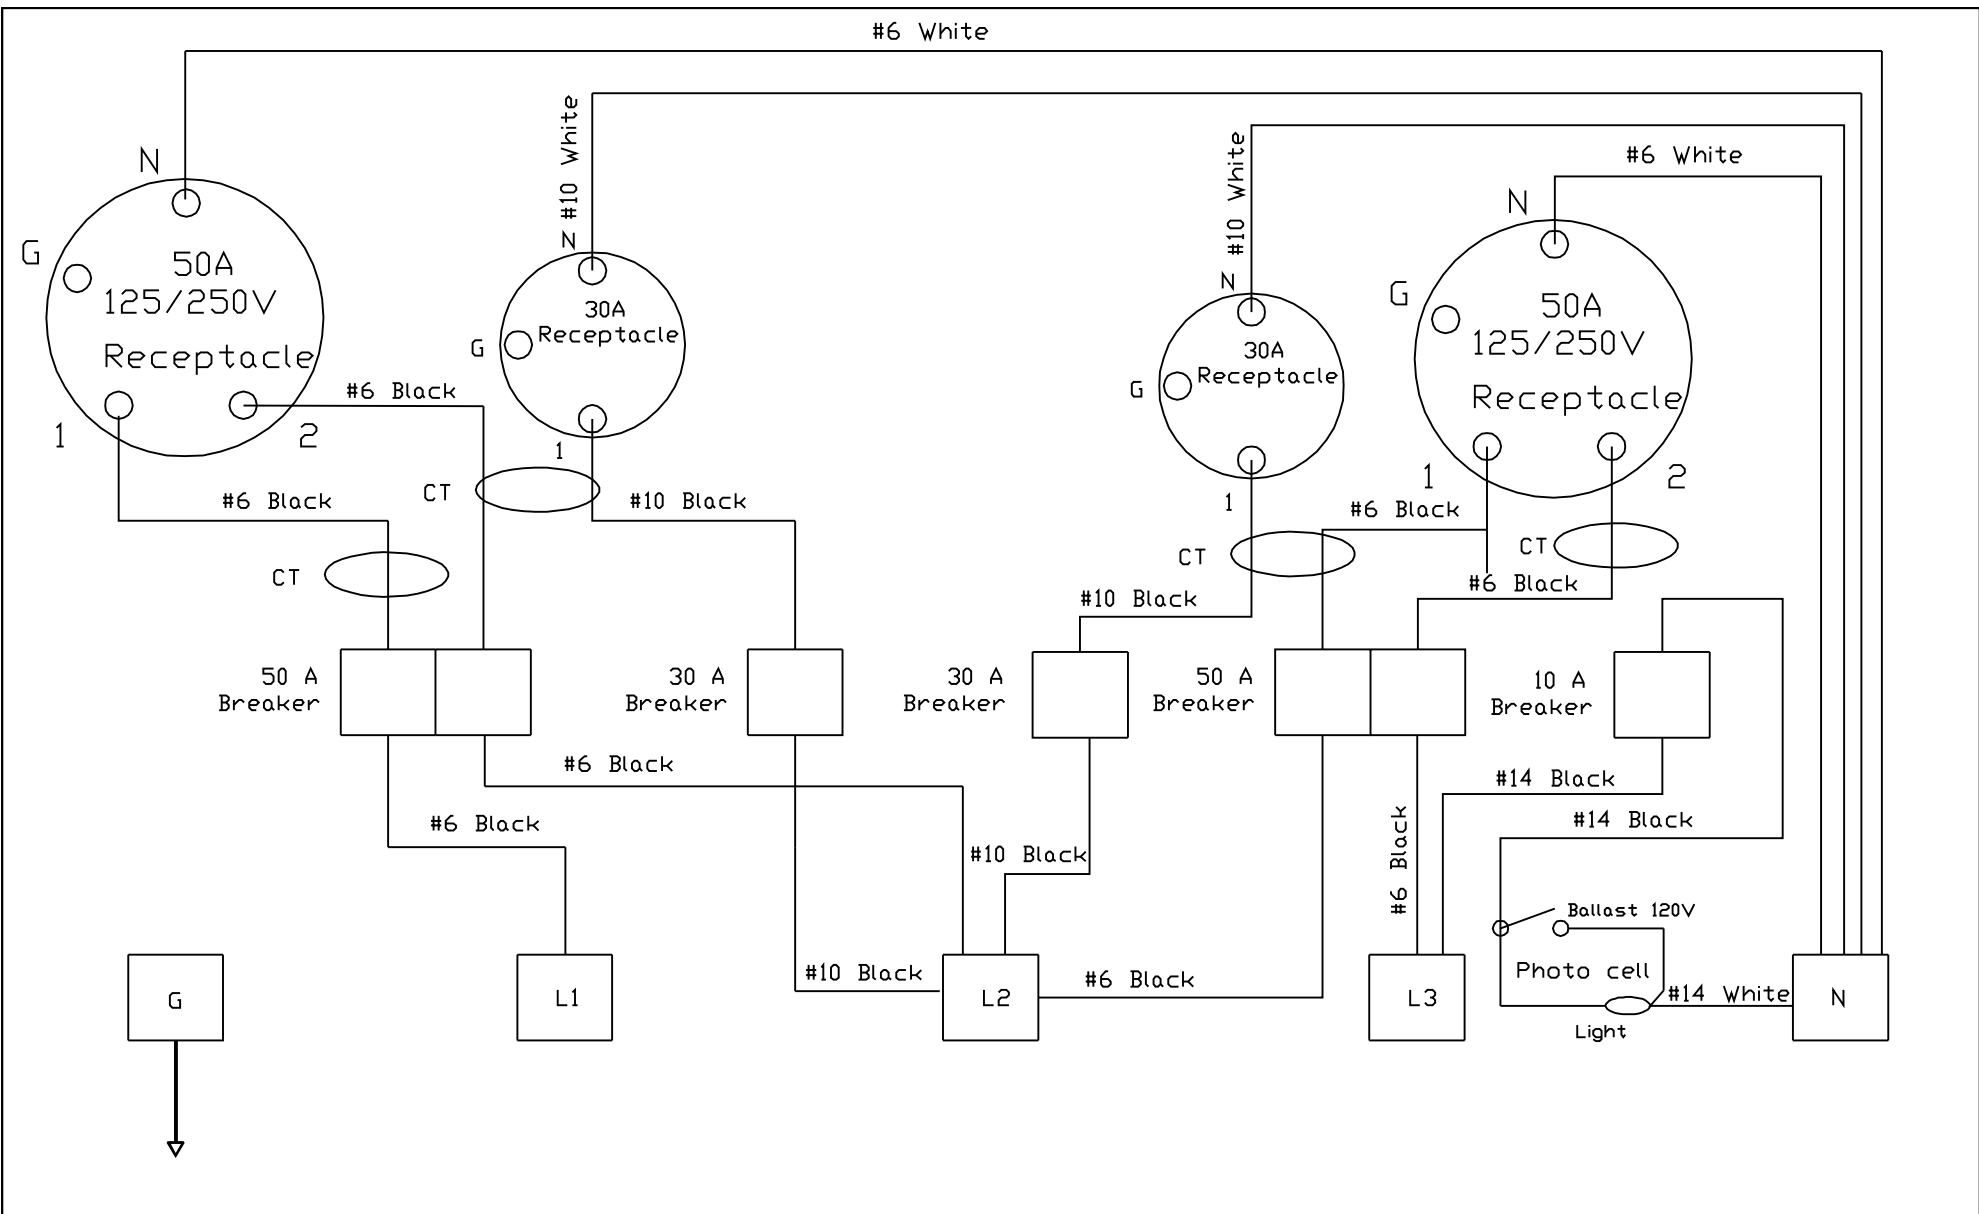 #6 White
#10 White
#10 White
#6 White
N
G
50A
125/250V
Receptacle
1
2
N
G
30A
Receptacle
1
N
G
30A
Receptacle
1
N
G
50A
125/250V
Receptacle
1
2
#6 Black
#6 Black
CT
#10 Black
CT
#6 Black
CT
CT
#6 Black
#10 Black
50 A
Breaker
30 A
Breaker
30 A
Breaker
50 A
Breaker
10 A
Breaker
#6 Black
#14 Black
#6 Black
#14 Black
#10 Black
#6 Black
Ballast 120V
Photo cell
#10 Black
#6 Black
#14 White
Light
G
L1
L2
L3
N